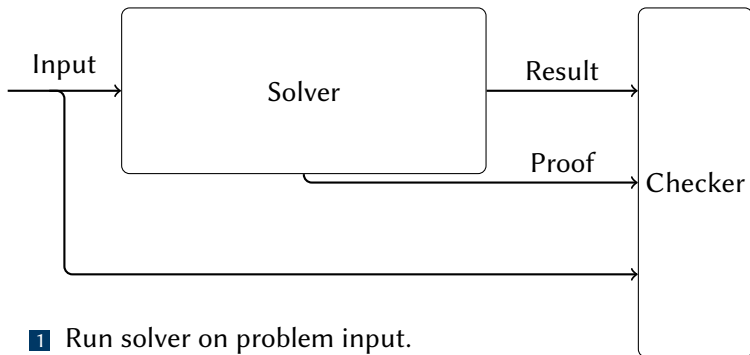 Input
Solver
Result
Proof
Checker
1 Run solver on problem input.